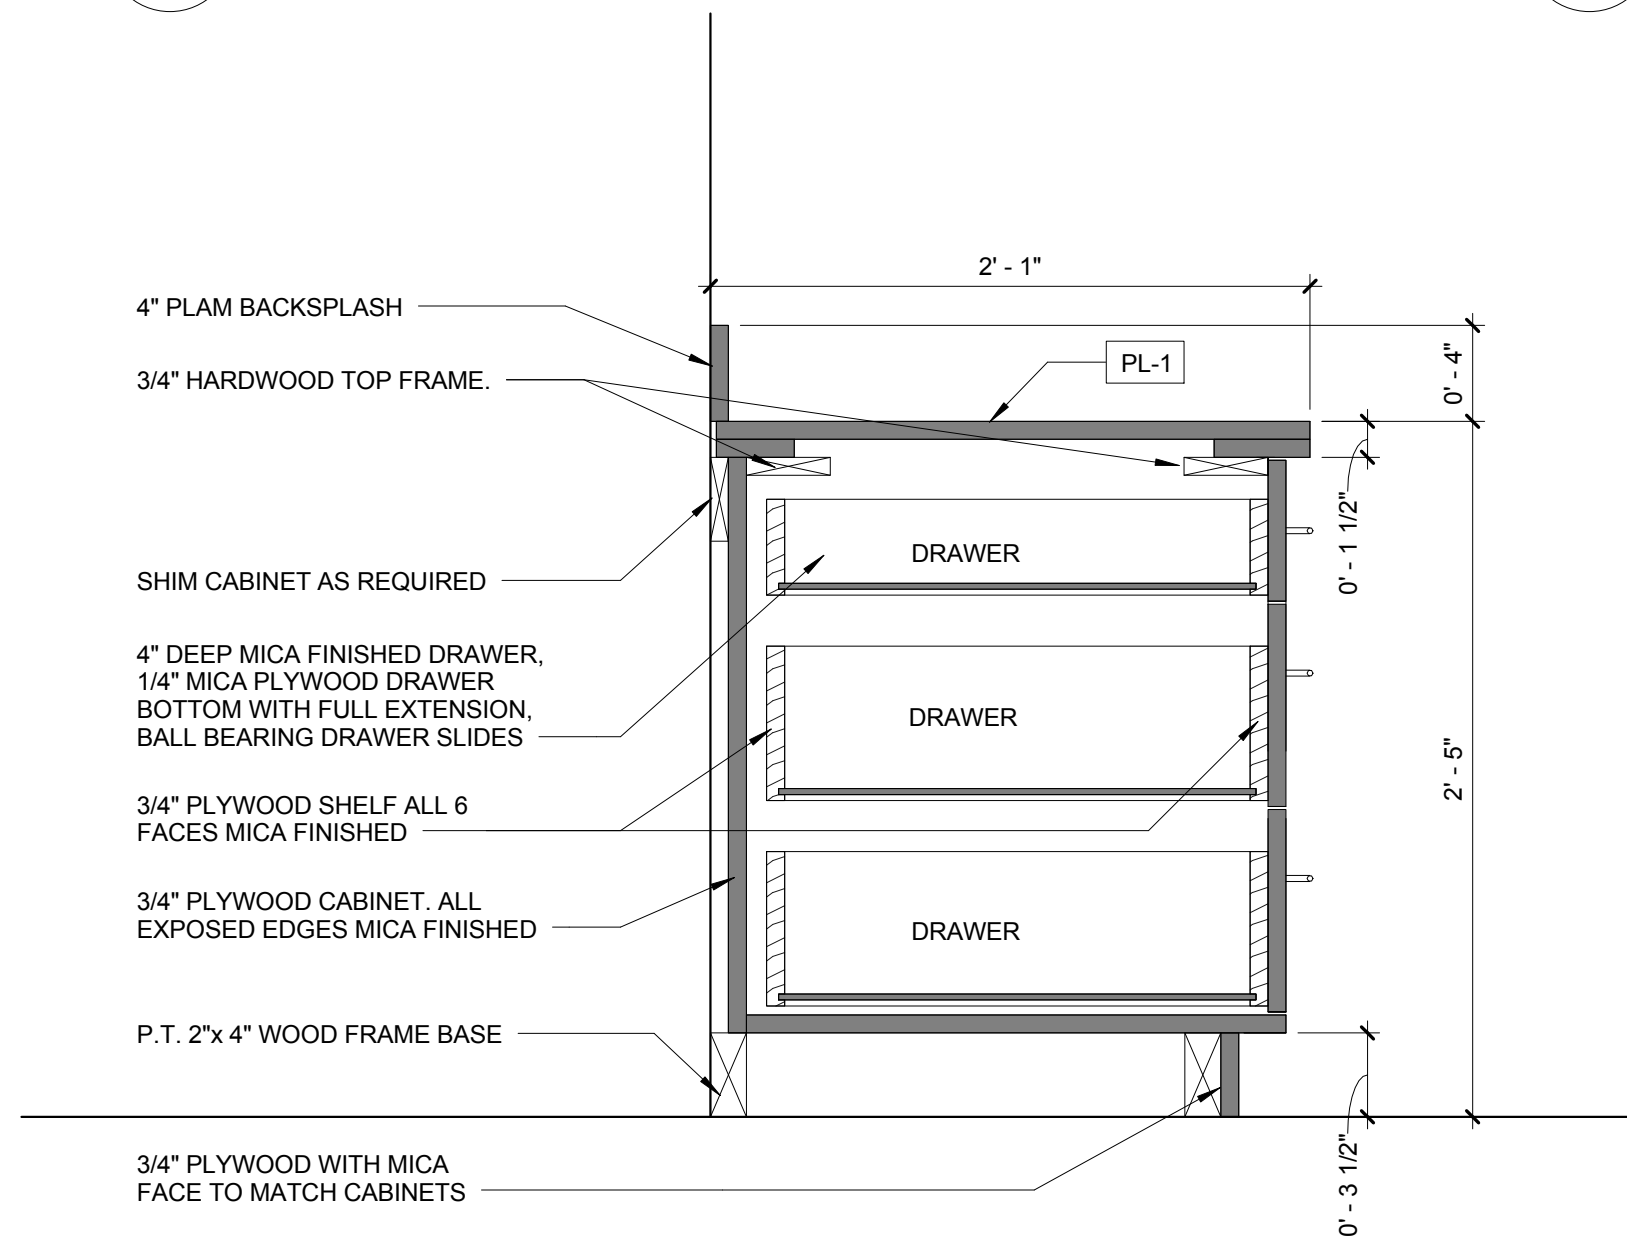 2' - 1"
4" PLAM BACKSPLASH
3/4" HARDWOOD TOP FRAME.
PL-1
0' - 4"
0' - 1 1/2"
SHIM CABINET AS REQUIRED
DRAWER
4" DEEP MICA FINISHED DRAWER,
1/4" MICA PLYWOOD DRAWER
BOTTOM WITH FULL EXTENSION,
BALL BEARING DRAWER SLIDES
DRAWER
2' - 5"
3/4" PLYWOOD SHELF ALL 6
FACES MICA FINISHED
3/4" PLYWOOD CABINET. ALL
EXPOSED EDGES MICA FINISHED
DRAWER
P.T. 2"x 4" WOOD FRAME BASE
3/4" PLYWOOD WITH MICA
FACE TO MATCH CABINETS
0' - 3 1/2"